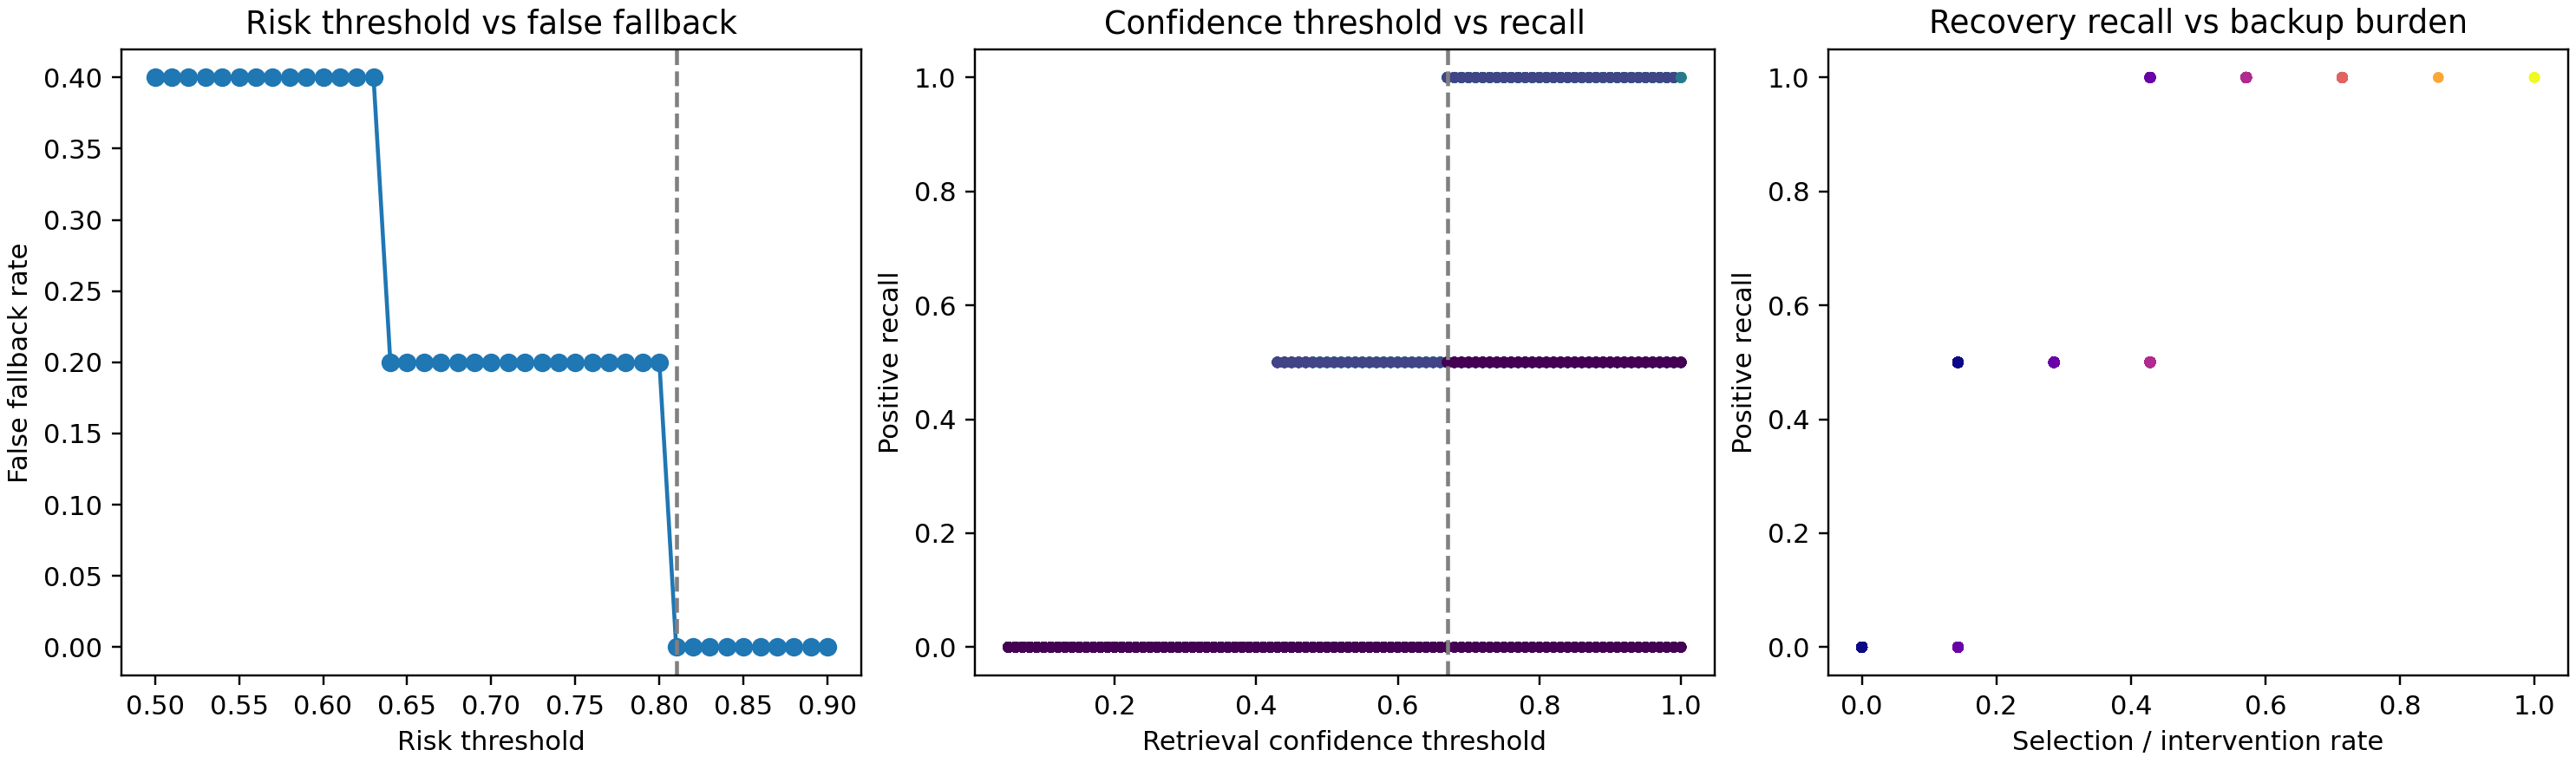 Risk threshold vs false fallback
0.40
0.35
0.30
0.25
0.20
0.15
0.10
0.05
0.00
False fallback rate
0.50 0.55 0.60 0.65 0.70 0.75 0.80 0.85 0.90
Risk threshold
Confidence threshold vs recall
1.0
0.8
0.6
0.4
0.2
0.0
Positive recall
0.2 0.4 0.6 0.8 1.0
Retrieval confidence threshold
Recovery recall vs backup burden
1.0
0.8
0.6
0.4
0.2
0.0
Positive recall
0.0 0.2 0.4 0.6 0.8 1.0
Selection / intervention rate